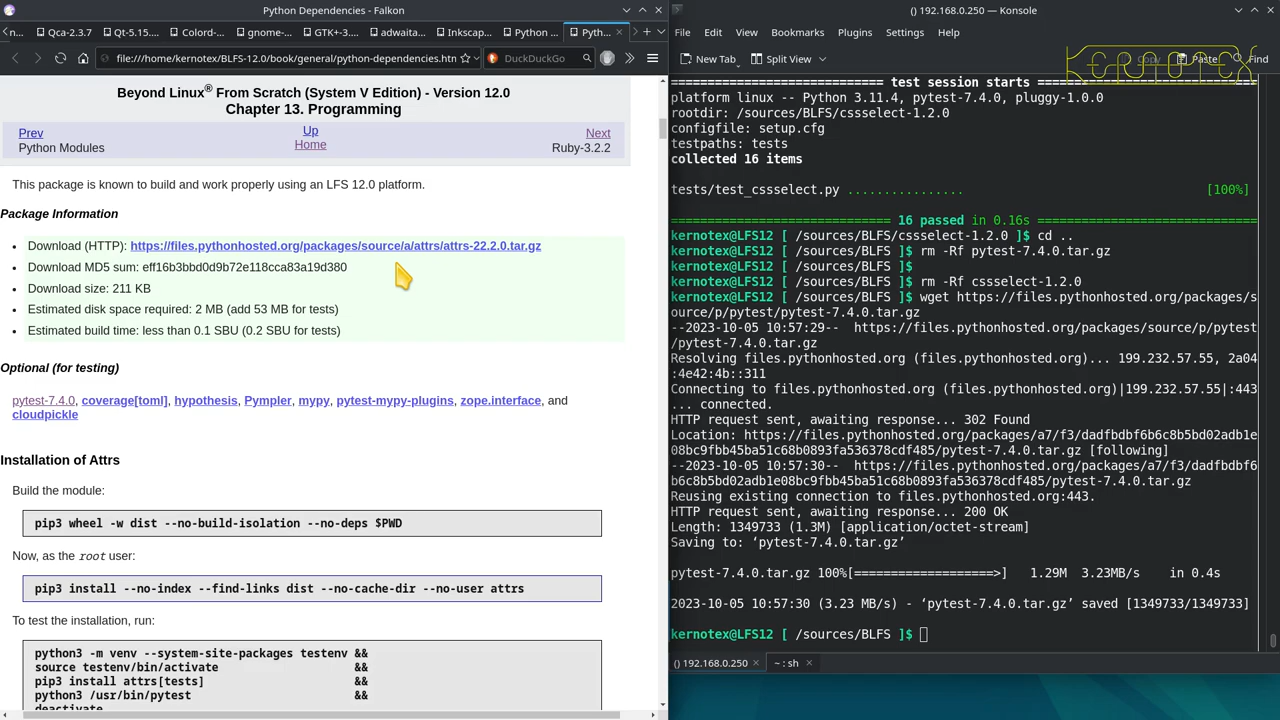 Python Dependencies - Falkon
n...
Qca-2.3.7
Qt-5.15....
Colord-...
gnome-...
GTK+-3....
adwaita...
Inkscap...
Python ...
Pyth...
file:///home/kernotex/BLFS-12.0/book/general/python-dependencies.htn
DuckDuckGo
Beyond Linux® From Scratch (System V Edition) - Version 12.0
Chapter 13. Programming
Prev
Up
Next
Python Modules
Home
Ruby-3.2.2
This package is known to build and work properly using an LFS 12.0 platform.
Package Information
Download (HTTP): https://files.pythonhosted.org/packages/source/a/attrs/attrs-22.2.0.tar.gz
Download MD5 sum: eff16b3bbd0d9b72e118cca83a19d380
Download size: 211 KB
Estimated disk space required: 2 MB (add 53 MB for tests)
Estimated build time: less than 0.1 SBU (0.2 SBU for tests)
Optional (for testing)
pytest-7.4.0, coverage[toml], hypothesis, Pympler, mypy, pytest-mypy-plugins, zope.interface, and
cloudpickle
Installation of Attrs
Build the module:
pip3 wheel -w dist --no-build-isolation --no-deps $PWD
Now, as the root user:
pip3 install --no-index --find-links dist --no-cache-dir --no-user attrs
To test the installation, run:
python3 -m venv --system-site-packages testenv &&
source testenv/bin/activate &&
pip3 install attrs[tests] &&
python3 /usr/bin/pytest &&
deactivate
() 192.168.0.250 — Konsole
File Edit View Bookmarks Plugins Settings Help
New Tab
Split View
Copy
Paste
Find
KERNOTEX
============================ test session starts =============================
platform linux -- Python 3.11.4, pytest-7.4.0, pluggy-1.0.0
rootdir: /sources/BLFS/cssselect-1.2.0
configfile: setup.cfg
testpaths: tests
collected 16 items
tests/test_cssselect.py ................ [100%]
============================= 16 passed in 0.16s =============================
kernotex@LFS12 [ /sources/BLFS/cssselect-1.2.0 ]$ cd ..
kernotex@LFS12 [ /sources/BLFS ]$ rm -Rf pytest-7.4.0.tar.gz
kernotex@LFS12 [ /sources/BLFS ]$
kernotex@LFS12 [ /sources/BLFS ]$ rm -Rf cssselect-1.2.0
kernotex@LFS12 [ /sources/BLFS ]$ wget https://files.pythonhosted.org/packages/s
ource/p/pytest/pytest-7.4.0.tar.gz
--2023-10-05 10:57:29-- https://files.pythonhosted.org/packages/source/p/pytest
/pytest-7.4.0.tar.gz
Resolving files.pythonhosted.org (files.pythonhosted.org)... 199.232.57.55, 2a04
:4e42:4b::311
Connecting to files.pythonhosted.org (files.pythonhosted.org)|199.232.57.55|:443
... connected.
HTTP request sent, awaiting response... 302 Found
Location: https://files.pythonhosted.org/packages/a7/f3/dadfbdbf6b6c8b5bd02adb1e
08bc9fbb45ba51c68b0893fa536378cdf485/pytest-7.4.0.tar.gz [following]
--2023-10-05 10:57:30-- https://files.pythonhosted.org/packages/a7/f3/dadfbdbf6
b6c8b5bd02adb1e08bc9fbb45ba51c68b0893fa536378cdf485/pytest-7.4.0.tar.gz
Reusing existing connection to files.pythonhosted.org:443.
HTTP request sent, awaiting response... 200 OK
Length: 1349733 (1.3M) [application/octet-stream]
Saving to: ‘pytest-7.4.0.tar.gz’
pytest-7.4.0.tar.gz 100%[===================>] 1.29M 3.23MB/s in 0.4s
2023-10-05 10:57:30 (3.23 MB/s) - ‘pytest-7.4.0.tar.gz’ saved [1349733/1349733]
kernotex@LFS12 [ /sources/BLFS ]$
() 192.168.0.250
~ : sh